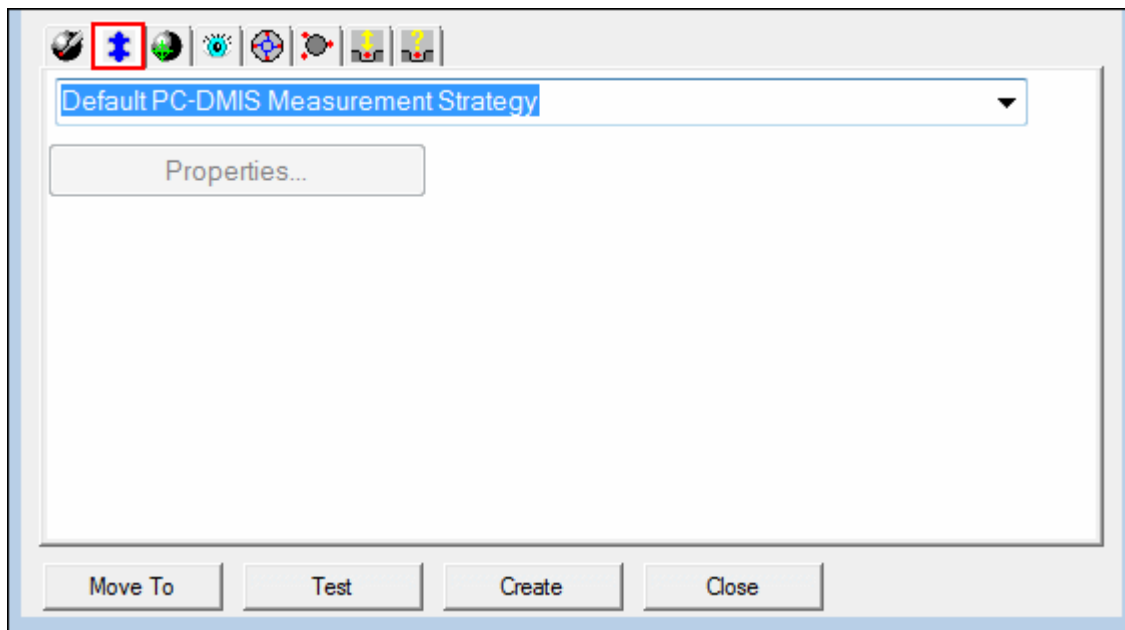 Default PC-DMIS Measurement Strategy
Properties...
Move To
Test
Create
Close